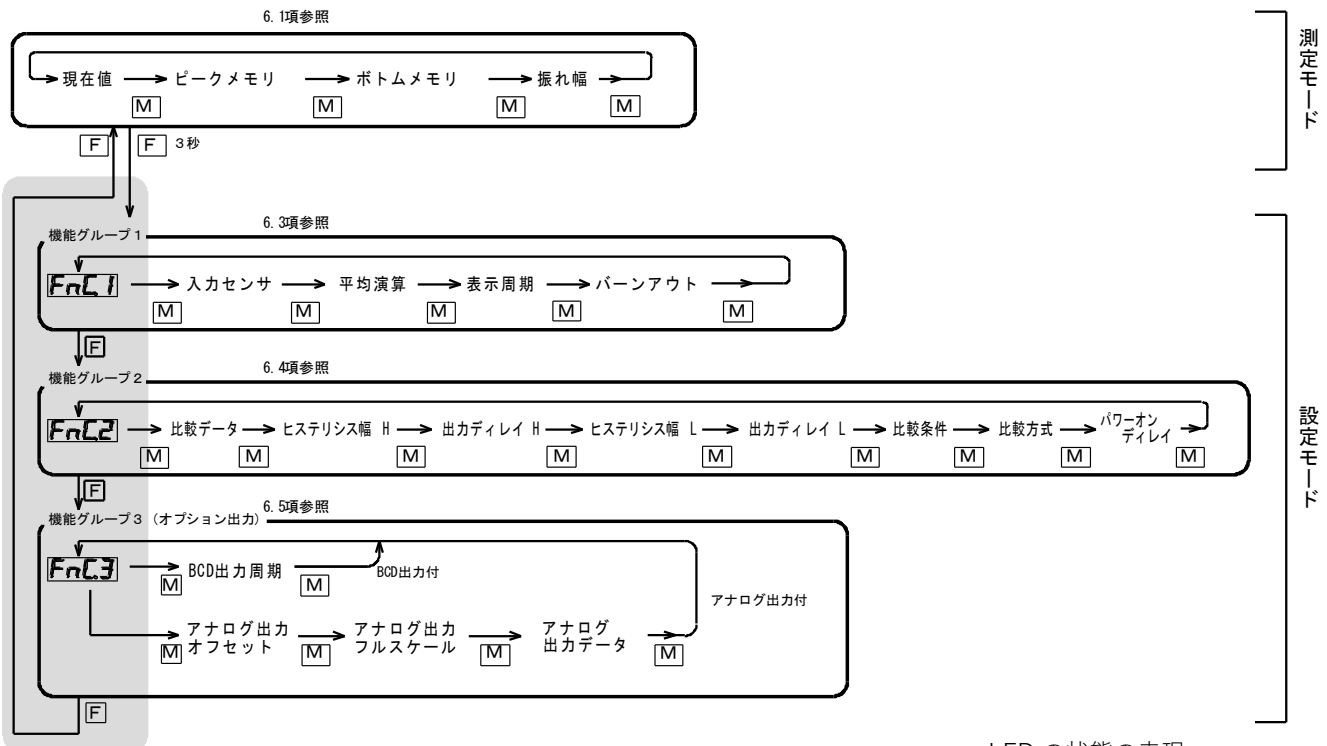 6.1項参照
現在値 ピークメモリ ボトムメモリ 振れ幅
M M M M
F F 3秒
測定モード
6.3項参照
機能グループ1
FnC.1 入力センサ 平均演算 表示周期 バーンアウト
M M M M M
F
6.4項参照
機能グループ2
FnC.2 比較データ ヒステリシス幅 H 出力ディレイ H ヒステリシス幅 L 出力ディレイ L 比較条件 比較方式 パワーオン
ディレイ
M M M M M M M M M
F
6.5項参照
機能グループ3 (オプション出力)
FnC.3 BCD出力周期 BCD出力付
M M
アナログ出力付
アナログ出力 アナログ出力 アナログ
オフセット フルスケール 出力データ
M M M M
F
設定モード